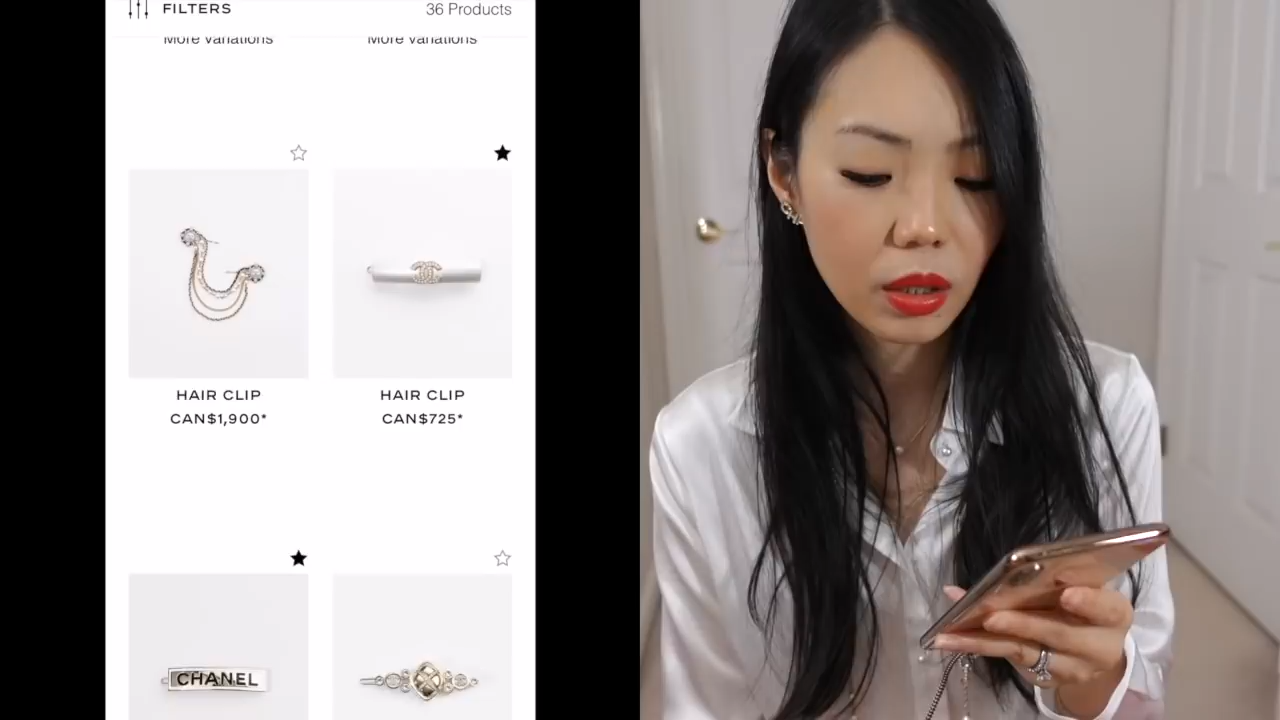 FILTERS
36 Products
More Variations
More Variations
HAIR CLIP
CAN$1,900*
HAIR CLIP
CAN$725*
CHANEL